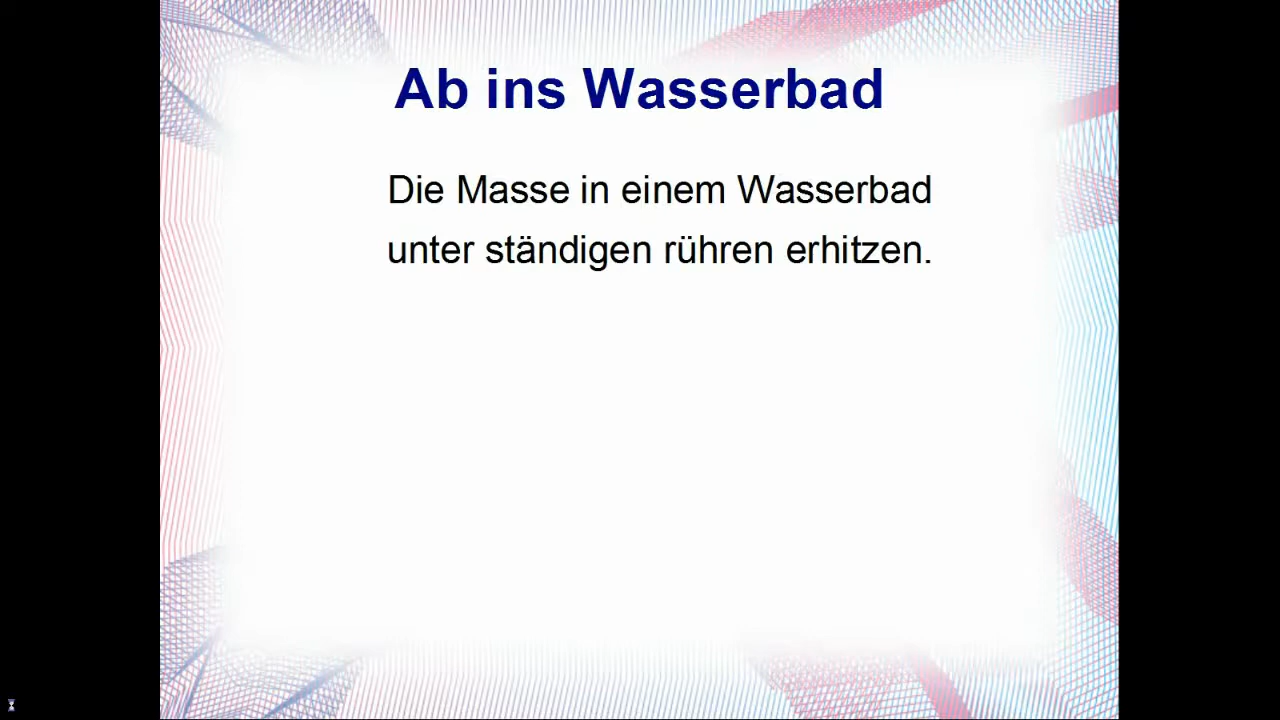 Ab ins Wasserbad
Die Masse in einem Wasserbad
unter ständigen rühren erhitzen.